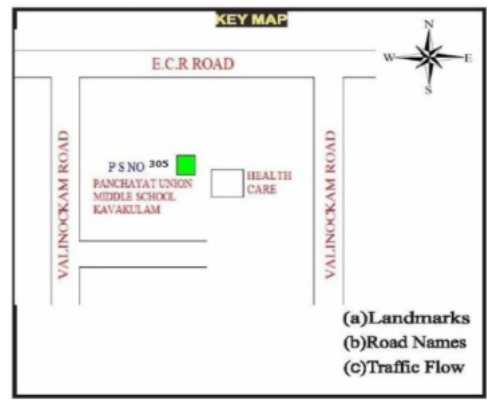 KEY MAP
N
W E
S
E.C.R ROAD
VALINOCKAM ROAD
P S NO 305
PANCHAYAT UNION
MIDDLE SCHOOL
KAVAKULAM
HEALTH
CARE
VALINOCKAM ROAD
(a)Landmarks
(b)Road Names
(c)Traffic Flow